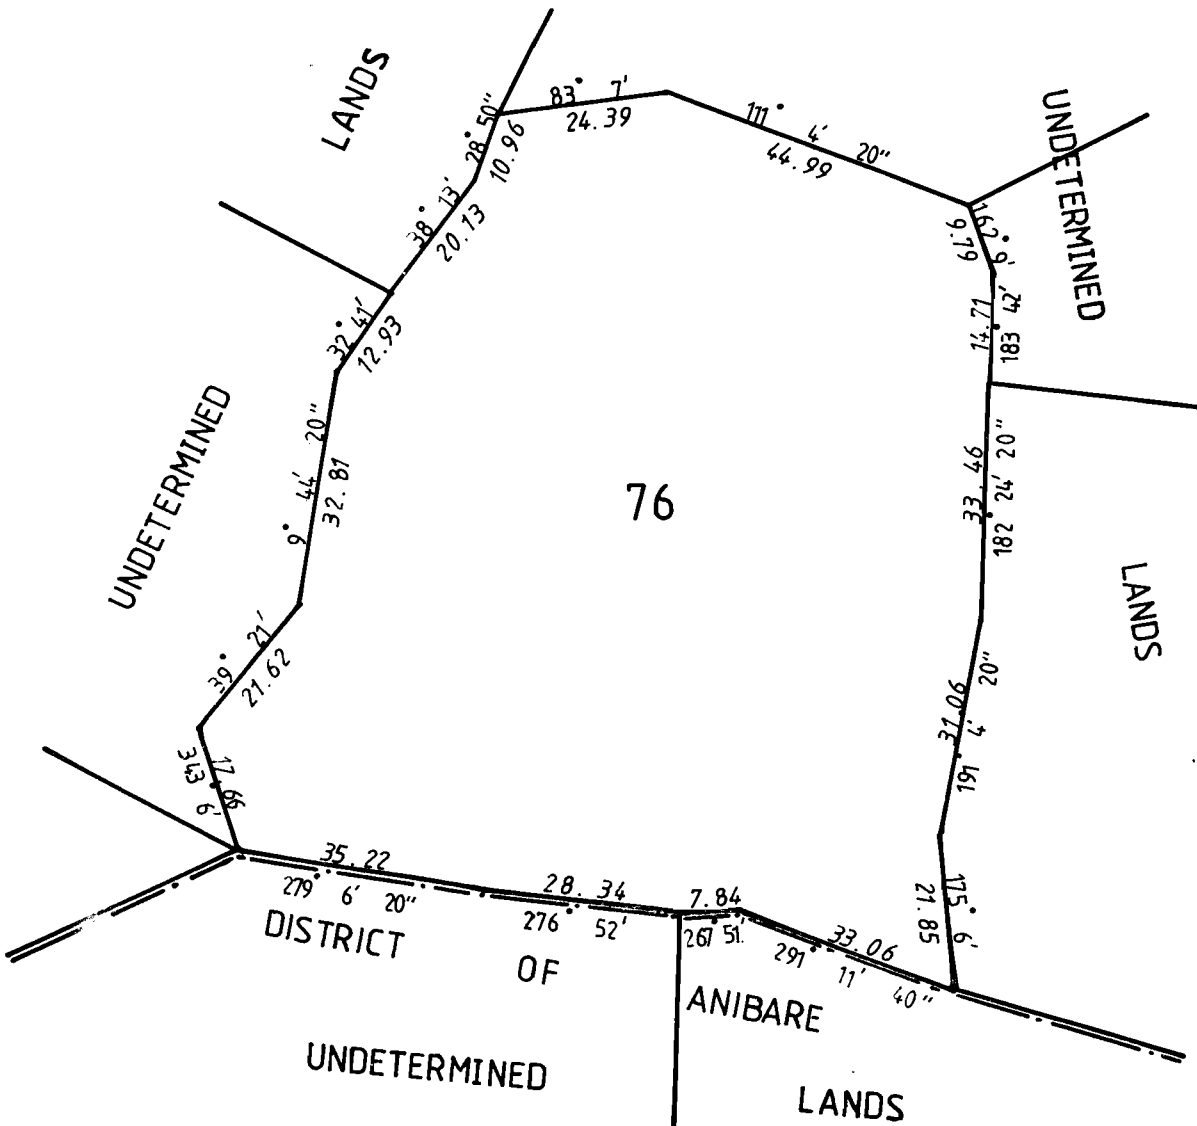 LANDS
83° 7'
24.39
111° 4' 20"
44.99
UNDETERMINED
28° 50"
10.96
38° 13'
20.13
162° 9'
9.79
32° 41'
12.93
183° 42'
14.71
UNDETERMINED
9° 44' 20"
32.81
76
182° 24' 20"
33.46
LANDS
39° 21'
21.62
191° 4' 20"
31.06
343° 6'
17.66
35.22
279° 6' 20"
28.34
276° 52'
7.84
267° 51'
33.06
291° 11' 40"
175° 6'
21.85
DISTRICT OF ANIBARE
UNDETERMINED LANDS